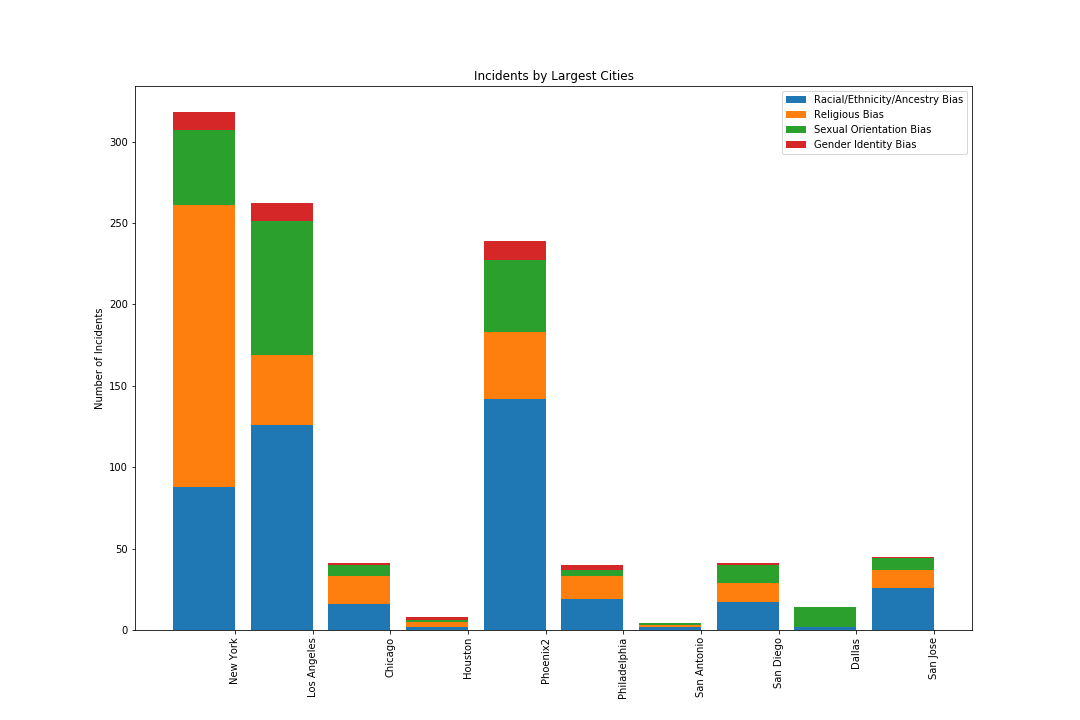 Incidents by Largest Cities
Racial/Ethnicity/Ancestry Bias
Religious Bias
Sexual Orientation Bias
Gender Identity Bias
Number of Incidents
300
250
200
150
100
50
0
New York
Los Angeles
Chicago
Houston
Phoenix2
Philadelphia
San Antonio
San Diego
Dallas
San Jose